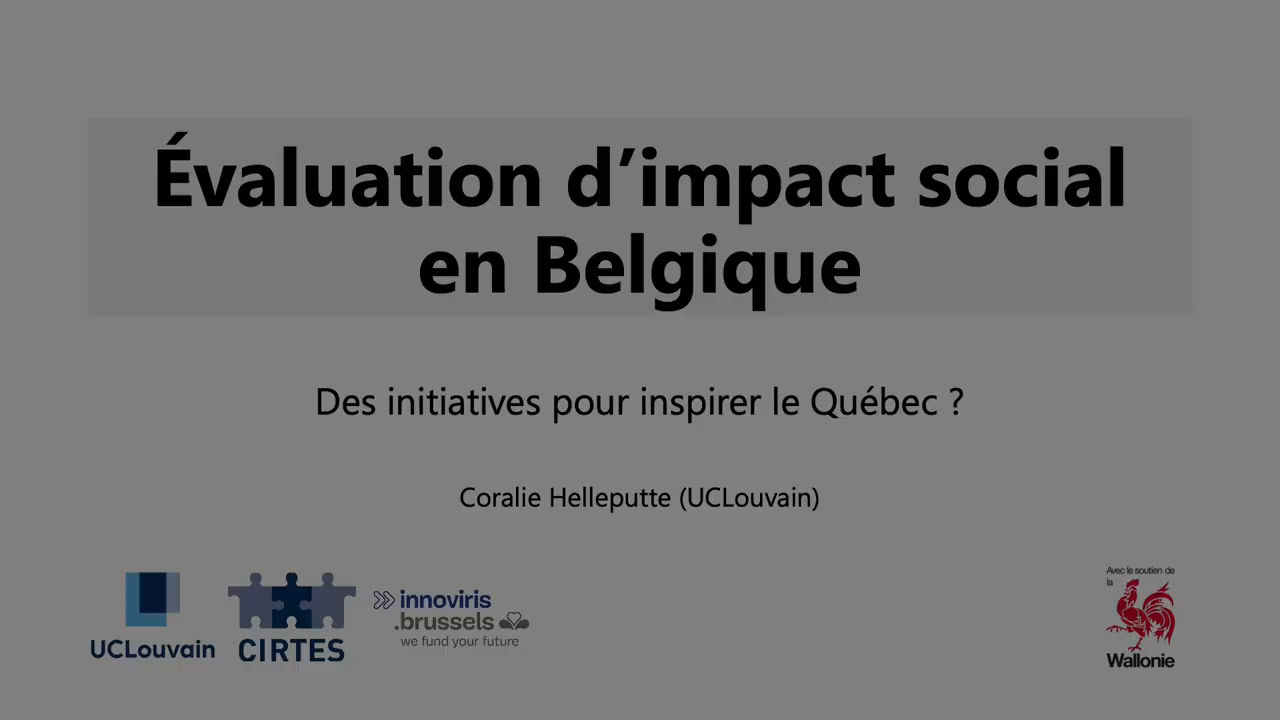 Évaluation d’impact social
en Belgique
Des initiatives pour inspirer le Québec ?
Coralie Helleputte (UCLouvain)
UCLouvain
CIRTES
innoviris
.brussels
we fund your future
Avec le soutien de
la
Wallonie